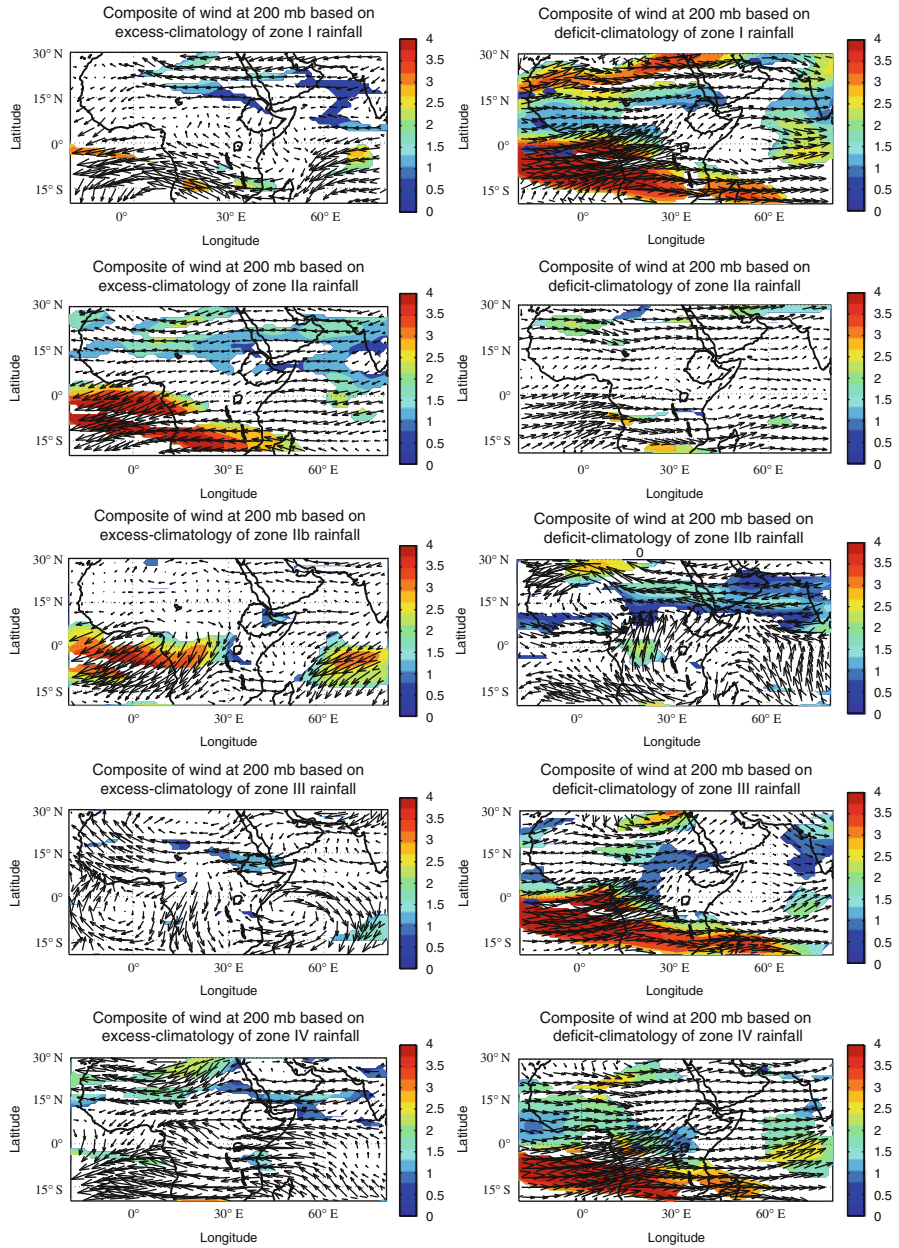 Composite of wind at 200 mb based on
excess-climatology of zone I rainfall
30° N
15°N
0°
15° S
Latitude
0°
30° E
60° E
Longitude
4
3.5
3
2.5
2
1.5
1
0.5
0
Composite of wind at 200 mb based on
deficit-climatology of zone I rainfall
30° N
15°N
0°
15° S
Latitude
0°
30° E
60° E
Longitude
4
3.5
3
2.5
2
1.5
1
0.5
0
Composite of wind at 200 mb based on
excess-climatology of zone IIa rainfall
30° N
15°N
0°
15° S
Latitude
0°
30° E
60° E
Longitude
4
3.5
3
2.5
2
1.5
1
0.5
0
Composite of wind at 200 mb based on
deficit-climatology of zone IIa rainfall
30° N
15°N
0°
15° S
Latitude
0°
30° E
60° E
Longitude
4
3.5
3
2.5
2
1.5
1
0.5
0
Composite of wind at 200 mb based on
excess-climatology of zone IIb rainfall
30° N
15°N
0°
15° S
Latitude
0°
30° E
60° E
Longitude
4
3.5
3
2.5
2
1.5
1
0.5
0
Composite of wind at 200 mb based on
deficit-climatology of zone IIb rainfall
0
30° N
15°N
0°
15° S
Latitude
0°
30° E
60° E
Longitude
4
3.5
3
2.5
2
1.5
1
0.5
0
Composite of wind at 200 mb based on
excess-climatology of zone III rainfall
30° N
15°N
0°
15° S
Latitude
0°
30° E
60° E
Longitude
4
3.5
3
2.5
2
1.5
1
0.5
0
Composite of wind at 200 mb based on
deficit-climatology of zone III rainfall
30° N
15°N
0°
15° S
Latitude
0°
30° E
60° E
Longitude
4
3.5
3
2.5
2
1.5
1
0.5
0
Composite of wind at 200 mb based on
excess-climatology of zone IV rainfall
30° N
15°N
0°
15° S
Latitude
0°
30° E
60° E
Longitude
4
3.5
3
2.5
2
1.5
1
0.5
0
Composite of wind at 200 mb based on
deficit-climatology of zone IV rainfall
30° N
15°N
0°
15° S
Latitude
0°
30° E
60° E
Longitude
4
3.5
3
2.5
2
1.5
1
0.5
0